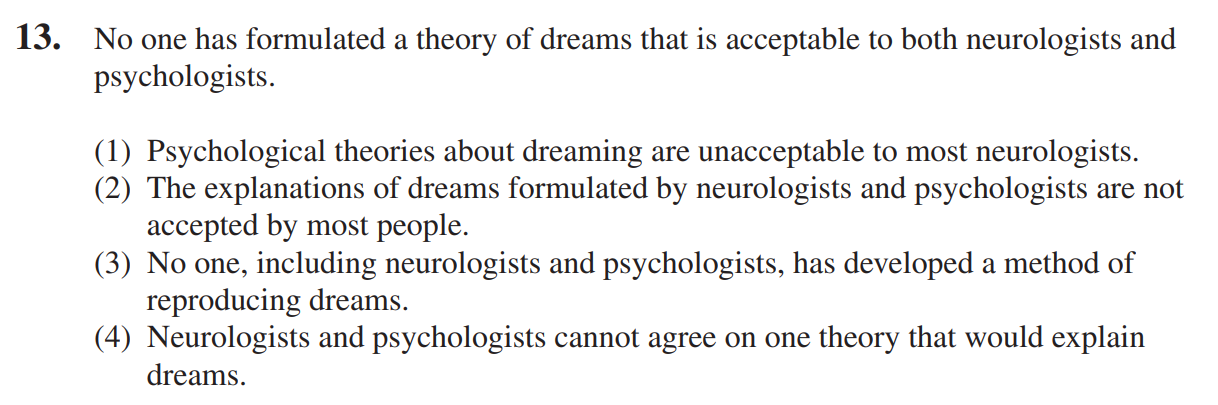 13. No one has formulated a theory of dreams that is acceptable to both neurologists and
psychologists.
(1) Psychological theories about dreaming are unacceptable to most neurologists.
(2) The explanations of dreams formulated by neurologists and psychologists are not
accepted by most people.
(3) No one, including neurologists and psychologists, has developed a method of
reproducing dreams.
(4) Neurologists and psychologists cannot agree on one theory that would explain
dreams.